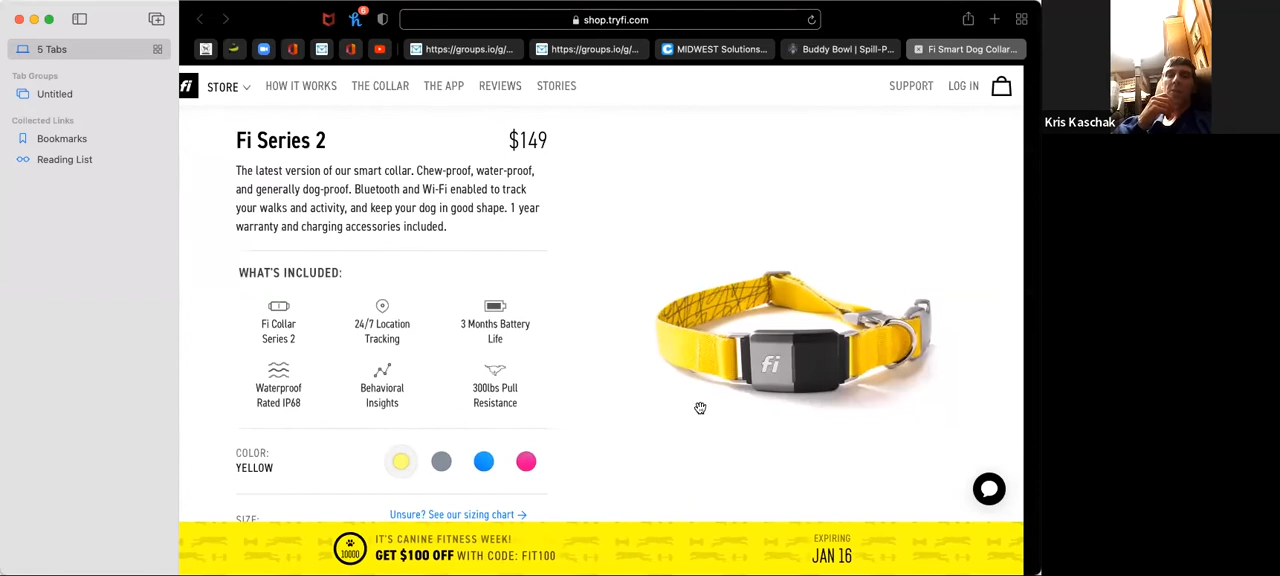 6
shop.tryfi.com
5 Tabs
https://groups.io/g/...
https://groups.io/g/...
MIDWEST Solutions...
Buddy Bowl | Spill-P...
Fi Smart Dog Collar...
Tab Groups
Untitled
Collected Links
Bookmarks
Reading List
fi
STORE
HOW IT WORKS
THE COLLAR
THE APP
REVIEWS
STORIES
SUPPORT
LOG IN
Kris Kaschak
Fi Series 2
$149
The latest version of our smart collar. Chew-proof, water-proof,
and generally dog-proof. Bluetooth and Wi-Fi enabled to track
your walks and activity, and keep your dog in good shape. 1 year
warranty and charging accessories included.
WHAT'S INCLUDED:
Fi Collar
Series 2
24/7 Location
Tracking
3 Months Battery
Life
Waterproof
Rated IP68
Behavioral
Insights
300lbs Pull
Resistance
fi
COLOR:
YELLOW
SIZE:
Unsure? See our sizing chart →
10000
IT'S CANINE FITNESS WEEK!
GET $100 OFF WITH CODE: FIT100
EXPIRING
JAN 16